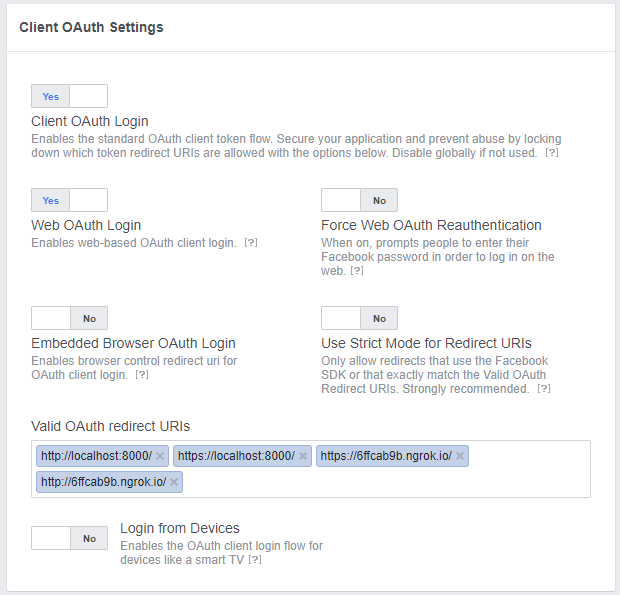 Client OAuth Settings
Yes
Client OAuth Login
Enables the standard OAuth client token flow. Secure your application and prevent abuse by locking
down which token redirect URIs are allowed with the options below. Disable globally if not used. [?]
Yes
Web OAuth Login
Enables web-based OAuth client login. [?]
No
Force Web OAuth Reauthentication
When on, prompts people to enter their
Facebook password in order to log in on the
web. [?]
No
Embedded Browser OAuth Login
Enables browser control redirect uri for
OAuth client login. [?]
No
Use Strict Mode for Redirect URIs
Only allow redirects that use the Facebook
SDK or that exactly match the Valid OAuth
Redirect URIs. Strongly recommended. [?]
Valid OAuth redirect URIs
http://localhost:8000/ × https://localhost:8000/ × https://6ffcab9b.ngrok.io/ ×
http://6ffcab9b.ngrok.io/ ×
No
Login from Devices
Enables the OAuth client login flow for
devices like a smart TV [?]